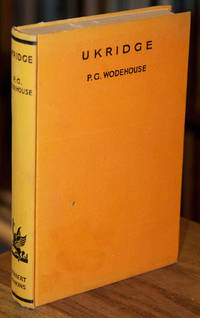 UKRIDGE
P.G. WODEHOUSE
UKRIDGE
P.G.
WODEHOUSE
HERBERT
JENKINS